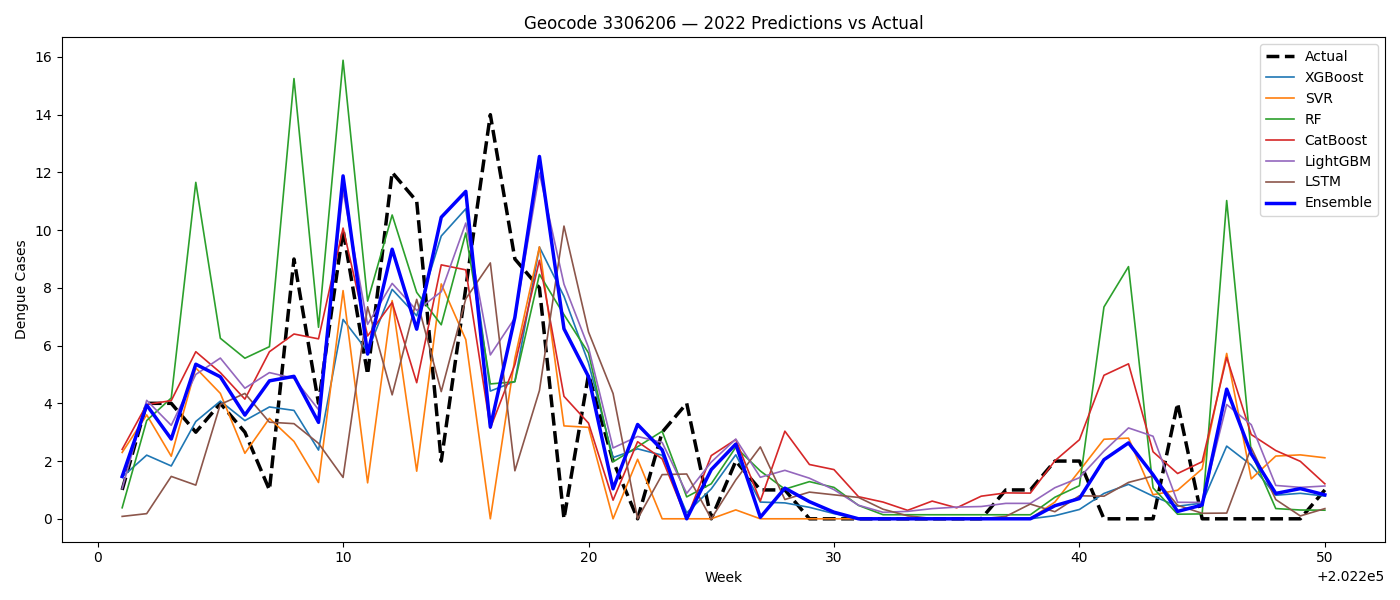 Geocode 3306206 — 2022 Predictions vs Actual
Dengue Cases
16
14
12
10
8
6
4
2
0
Actual
XGBoost
SVR
RF
CatBoost
LightGBM
LSTM
Ensemble
0 10 20 30 40 50
Week
+2.022e5